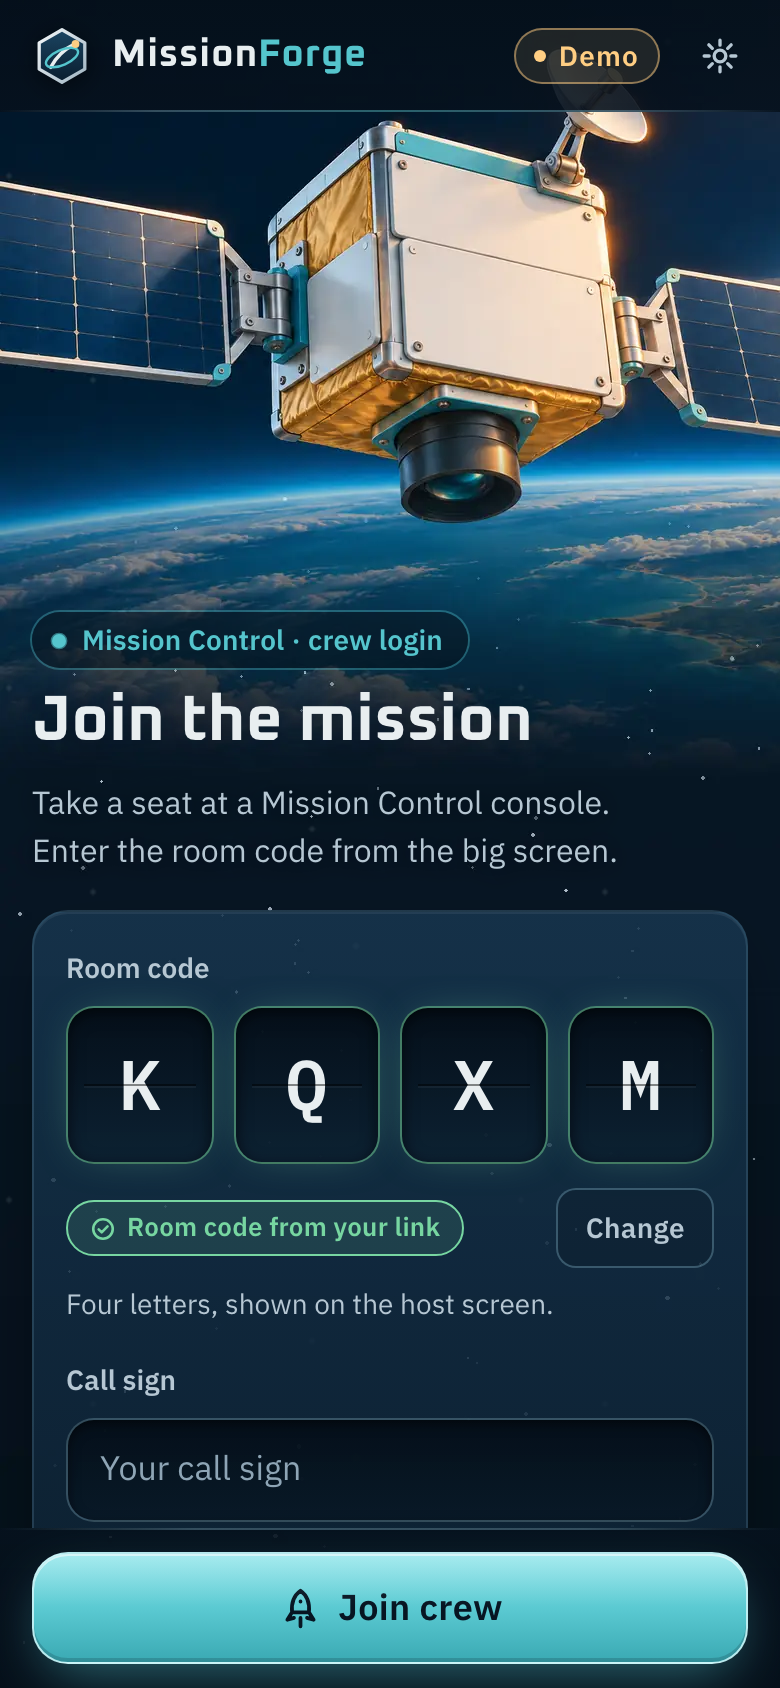 MissionForge
Demo
Mission Control · crew login
Join the mission
Take a seat at a Mission Control console.
Enter the room code from the big screen.
Room code
K Q X M
Room code from your link
Change
Four letters, shown on the host screen.
Call sign
Your call sign
Join crew